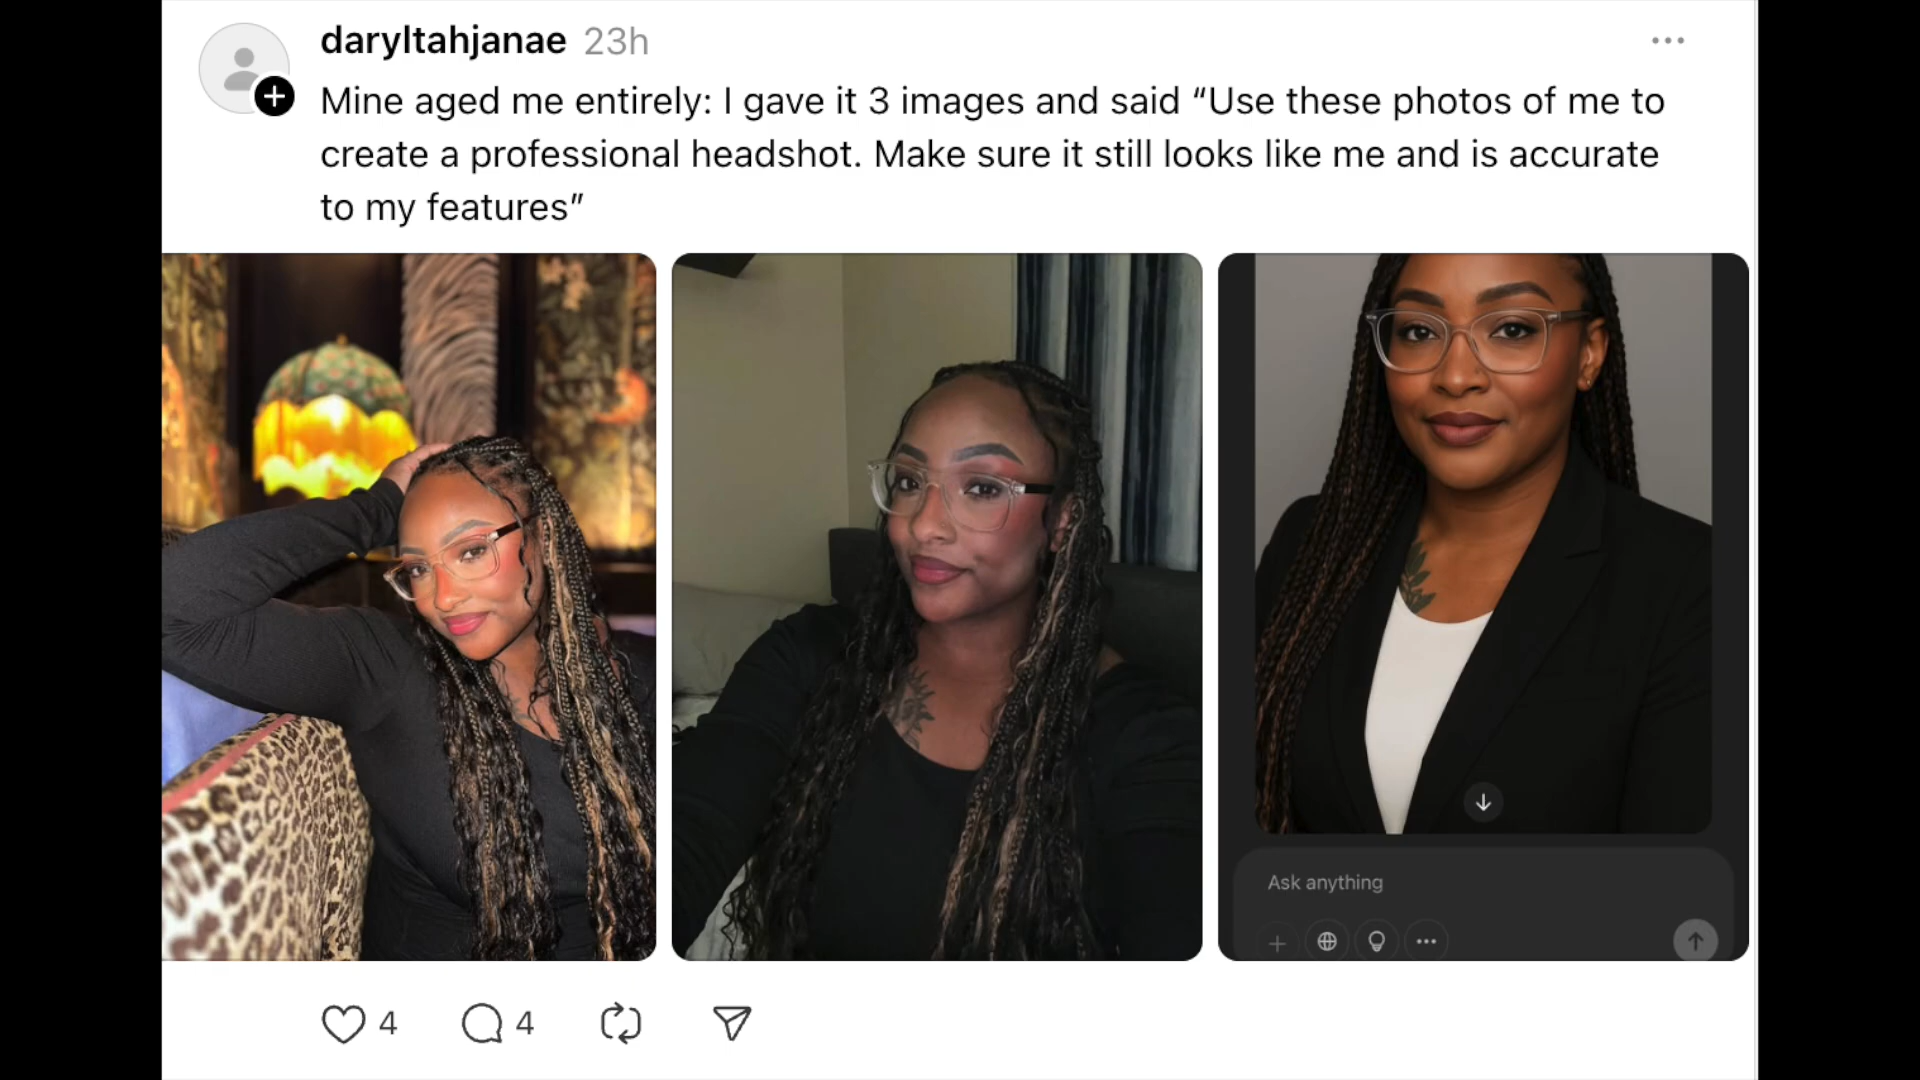 daryltahjanae 23h
Mine aged me entirely: I gave it 3 images and said “Use these photos of me to
create a professional headshot. Make sure it still looks like me and is accurate
to my features”
Ask anything
4 4